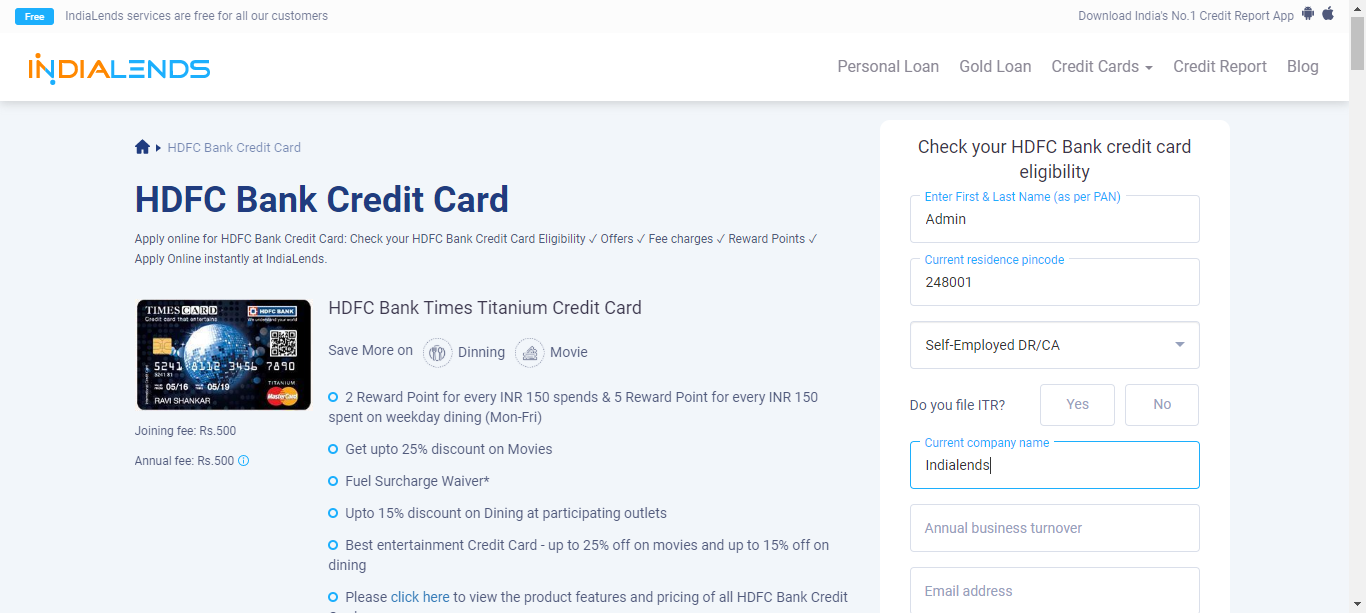 Free IndiaLends services are free for all our customers
Download India's No.1 Credit Report App
INDIALENDS
Personal Loan Gold Loan Credit Cards Credit Report Blog
HDFC Bank Credit Card
HDFC Bank Credit Card
Apply online for HDFC Bank Credit Card: Check your HDFC Bank Credit Card Eligibility ✓ Offers ✓ Fee charges ✓ Reward Points ✓
Apply Online instantly at IndiaLends.
TIMES CARD
Credit card that entertains
HDFC BANK
We understand your world
5241 8112 3456 7890
5241 81
05/16 05/19
TITANIUM
RAVI SHANKAR
MasterCard
Joining fee: Rs.500
Annual fee: Rs.500
HDFC Bank Times Titanium Credit Card
Save More on Dinning Movie
2 Reward Point for every INR 150 spends & 5 Reward Point for every INR 150
spent on weekday dining (Mon-Fri)
Get upto 25% discount on Movies
Fuel Surcharge Waiver*
Upto 15% discount on Dining at participating outlets
Best entertainment Credit Card - up to 25% off on movies and up to 15% off on
dining
Please click here to view the product features and pricing of all HDFC Bank Credit
Check your HDFC Bank credit card
eligibility
Enter First & Last Name (as per PAN)
Admin
Current residence pincode
248001
Self-Employed DR/CA
Do you file ITR? Yes No
Current company name
Indialends
Annual business turnover
Email address